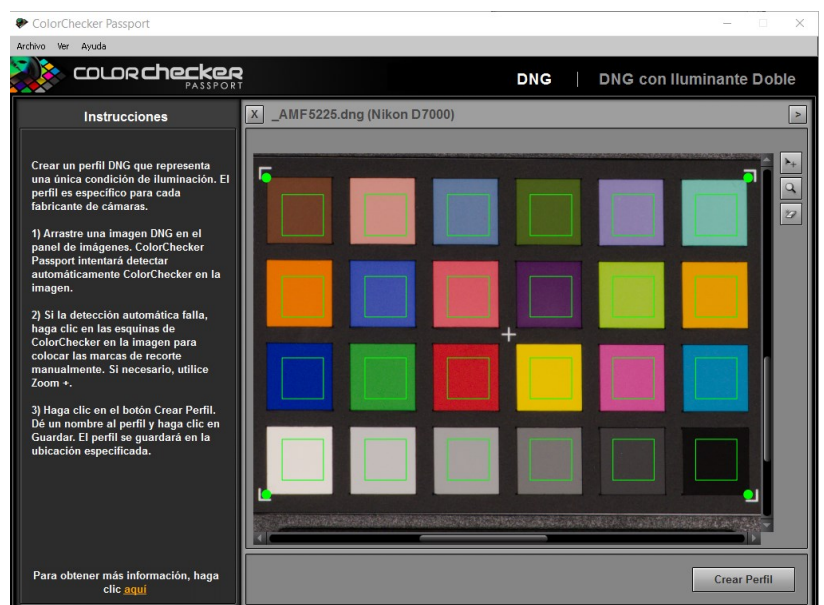 ColorChecker Passport
Archivo Ver Ayuda
COLORCHECKER
PASSPORT
DNG | DNG con Iluminante Doble
Instrucciones
X _AMF5225.dng (Nikon D7000) >
Crear un perfil DNG que representa
una única condición de iluminación. El
perfil es específico para cada
fabricante de cámaras.
1) Arrastre una imagen DNG en el
panel de imágenes. ColorChecker
Passport intentará detectar
automáticamente ColorChecker en la
imagen.
2) Si la detección automática falla,
haga clic en las esquinas de
ColorChecker en la imagen para
colocar las marcas de recorte
manualmente. Si necesario, utilice
Zoom +.
3) Haga clic en el botón Crear Perfil.
Dé un nombre al perfil y haga clic en
Guardar. El perfil se guardará en la
ubicación especificada.
Para obtener más información, haga
clic aquí
Crear Perfil